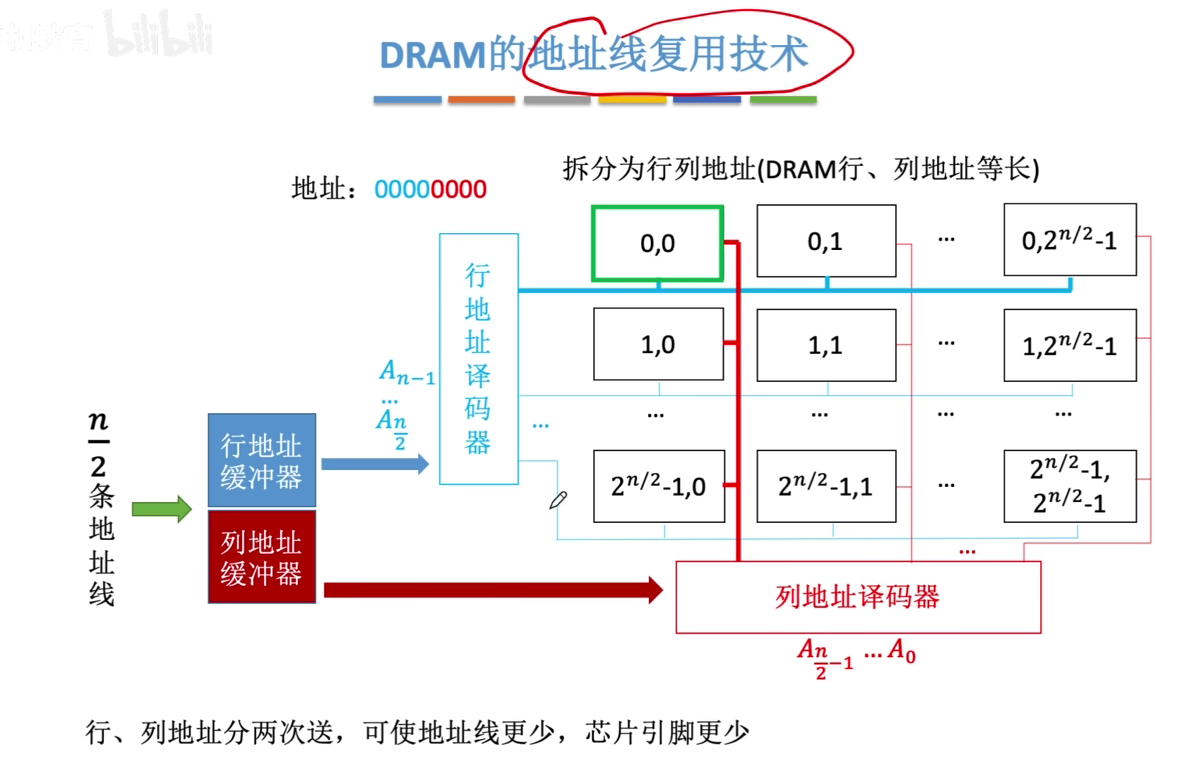 bilibili
DRAM的地址线复用技术
拆分为行列地址(DRAM行、列地址等长)
地址：00000000
行地址译码器
0,0
0,1
...
0,2^{n/2}-1
1,0
1,1
...
1,2^{n/2}-1
A_{n-1}
...
A_{n/2}
...
...
...
...
...
2^{n/2}-1,0
2^{n/2}-1,1
...
2^{n/2}-1,
2^{n/2}-1
n/2条地址线
行地址
缓冲器
列地址
缓冲器
...
列地址译码器
A_{n/2-1} ...A_0
行、列地址分两次送，可使地址线更少，芯片引脚更少